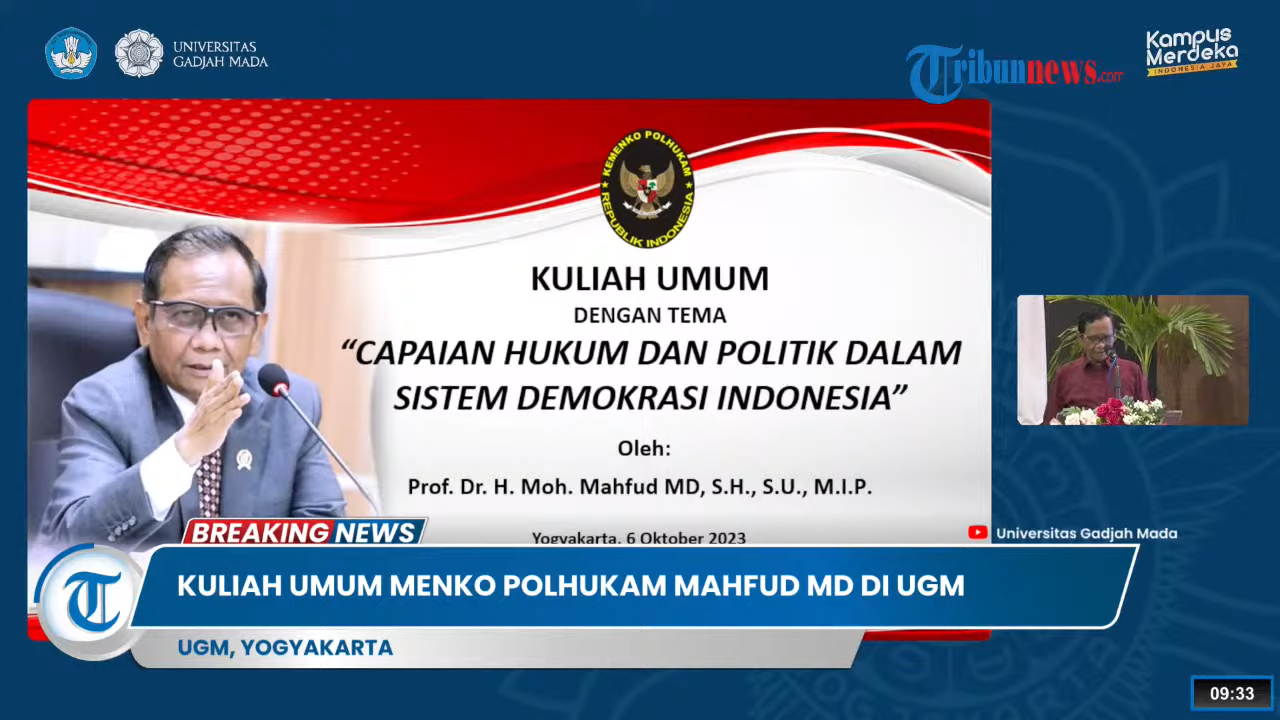 UNIVERSITAS
GADJAH MADA
Tribunnews.com
Kampus
Merdeka
INDONESIA JAYA
KEMENKO POLHUKAM
REPUBLIK INDONESIA
KULIAH UMUM
DENGAN TEMA
“CAPAIAN HUKUM DAN POLITIK DALAM
SISTEM DEMOKRASI INDONESIA”
Oleh:
Prof. Dr. H. Moh. Mahfud MD, S.H., S.U., M.I.P.
Yogyakarta, 6 Oktober 2023
BREAKING NEWS
Universitas Gadjah Mada
KULIAH UMUM MENKO POLHUKAM MAHFUD MD DI UGM
UGM, YOGYAKARTA
09:33